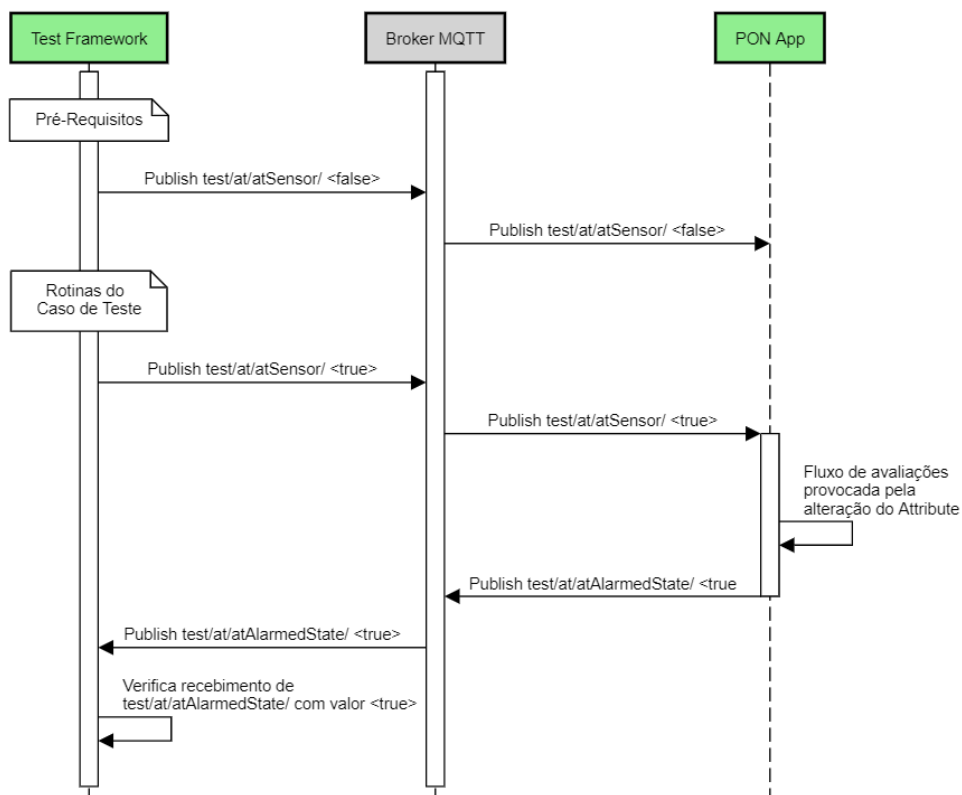 Test Framework
Broker MQTT
PON App
Pré-Requisitos
Publish test/at/atSensor/ <false>
Publish test/at/atSensor/ <false>
Rotinas do
Caso de Teste
Publish test/at/atSensor/ <true>
Publish test/at/atSensor/ <true>
Fluxo de avaliações
provocada pela
alteração do Attribute
Publish test/at/atAlarmedState/ <true
Publish test/at/atAlarmedState/ <true>
Verifica recebimento de
test/at/atAlarmedState/ com valor <true>